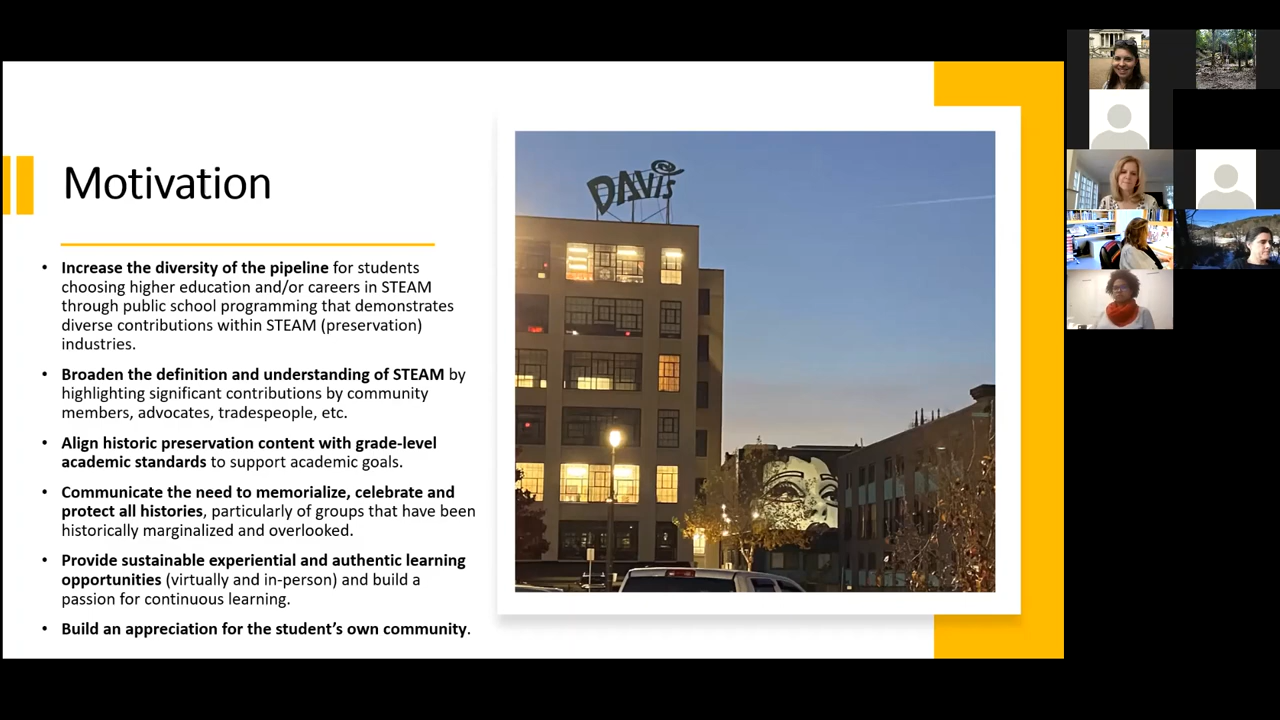 Motivation
• Increase the diversity of the pipeline for students
choosing higher education and/or careers in STEAM
through public school programming that demonstrates
diverse contributions within STEAM (preservation)
industries.
• Broaden the definition and understanding of STEAM by
highlighting significant contributions by community
members, advocates, tradespeople, etc.
• Align historic preservation content with grade-level
academic standards to support academic goals.
• Communicate the need to memorialize, celebrate and
protect all histories, particularly of groups that have been
historically marginalized and overlooked.
• Provide sustainable experiential and authentic learning
opportunities (virtually and in-person) and build a
passion for continuous learning.
• Build an appreciation for the student’s own community.
DAVIS